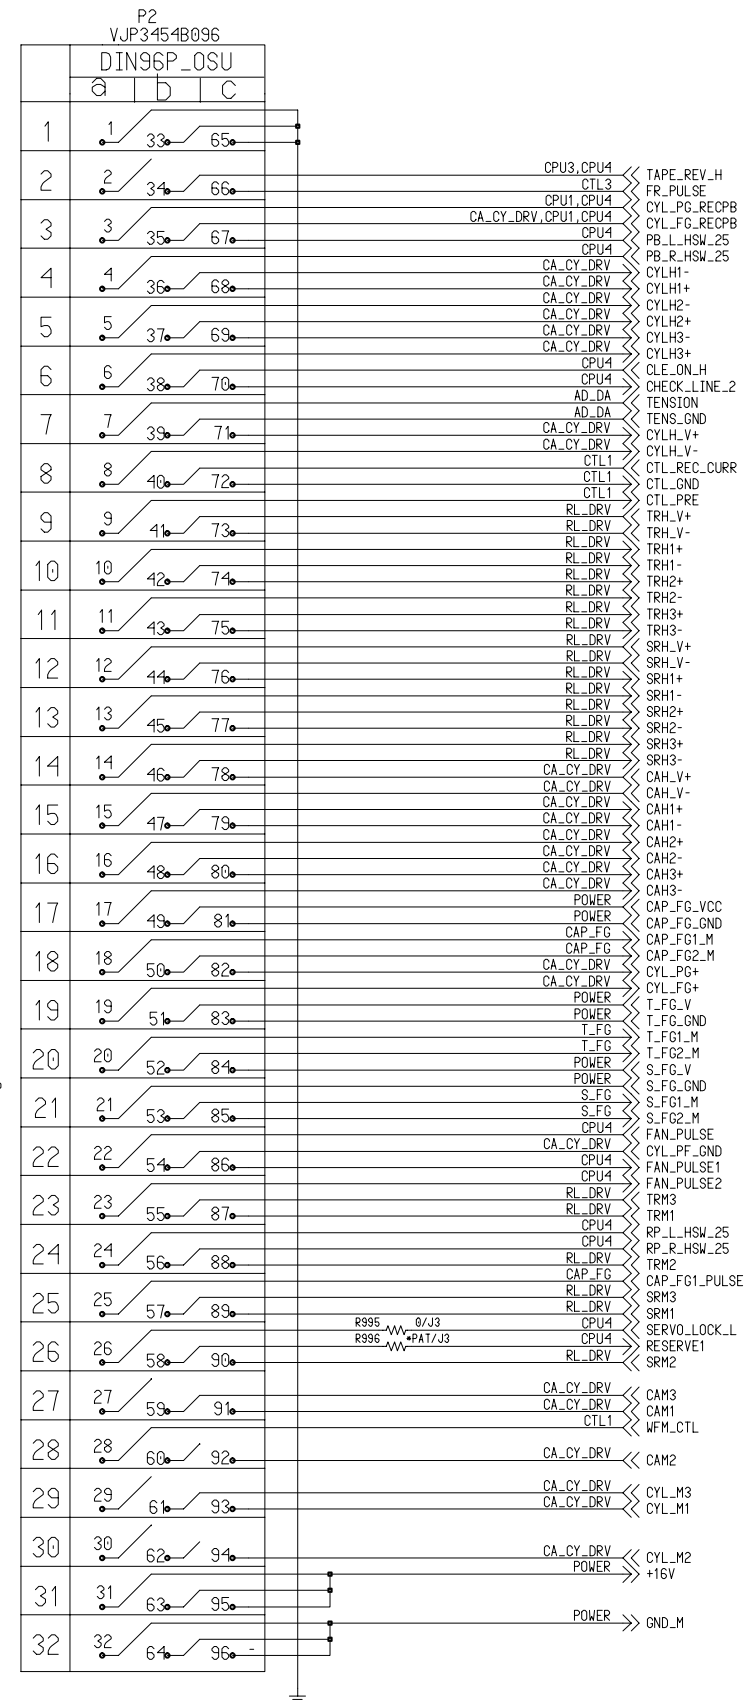 P2
VJP3454B096
DIN96P_OSU
a b c
1 1 33 65
2 2 34 66
3 3 35 67
4 4 36 68
5 5 37 69
6 6 38 70
7 7 39 71
8 8 40 72
9 9 41 73
10 10 42 74
11 11 43 75
12 12 44 76
13 13 45 77
14 14 46 78
15 15 47 79
16 16 48 80
17 17 49 81
18 18 50 82
19 19 51 83
20 20 52 84
21 21 53 85
22 22 54 86
23 23 55 87
24 24 56 88
25 25 57 89
26 26 58 90
27 27 59 91
28 28 60 92
29 29 61 93
30 30 62 94
31 31 63 95
32 32 64 96 -
CPU3,CPU4 TAPE_REV_H
CTL3 FR_PULSE
CPU1,CPU4 CYL_PG_RECPB
CA_CY_DRV,CPU1,CPU4 CYL_FG_RECPB
CPU4 PB_L_HSW_25
CPU4 PB_R_HSW_25
CA_CY_DRV CYLH1-
CA_CY_DRV CYLH1+
CA_CY_DRV CYLH2-
CA_CY_DRV CYLH2+
CA_CY_DRV CYLH3-
CA_CY_DRV CYLH3+
CPU4 CLE_ON_H
CPU4 CHECK_LINE_2
AD_DA TENSION
AD_DA TENS_GND
CA_CY_DRV CYLH_V+
CA_CY_DRV CYLH_V-
CTL1 CTL_REC_CURR
CTL1 CTL_GND
CTL1 CTL_PRE
RL_DRV TRH_V+
RL_DRV TRH_V-
RL_DRV TRH1+
RL_DRV TRH1-
RL_DRV TRH2+
RL_DRV TRH2-
RL_DRV TRH3+
RL_DRV TRH3-
RL_DRV SRH_V+
RL_DRV SRH_V-
RL_DRV SRH1+
RL_DRV SRH1-
RL_DRV SRH2+
RL_DRV SRH2-
RL_DRV SRH3+
RL_DRV SRH3-
CA_CY_DRV CAH_V+
CA_CY_DRV CAH_V-
CA_CY_DRV CAH1+
CA_CY_DRV CAH1-
CA_CY_DRV CAH2+
CA_CY_DRV CAH2-
CA_CY_DRV CAH3+
CA_CY_DRV CAH3-
POWER CAP_FG_VCC
POWER CAP_FG_GND
CAP_FG CAP_FG1_M
CAP_FG CAP_FG2_M
CA_CY_DRV CYL_PG+
CA_CY_DRV CYL_FG+
POWER T_FG_V
POWER T_FG_GND
T_FG T_FG1_M
T_FG T_FG2_M
POWER S_FG_V
POWER S_FG_GND
S_FG S_FG1_M
S_FG S_FG2_M
CPU4 FAN_PULSE
CA_CY_DRV CYL_PF_GND
CPU4 FAN_PULSE1
CPU4 FAN_PULSE2
RL_DRV TRM3
RL_DRV TRM1
CPU4 RP_L_HSW_25
CPU4 RP_R_HSW_25
RL_DRV TRM2
CAP_FG CAP_FG1_PULSE
RL_DRV SRM3
RL_DRV SRM1
R995 0/J3 CPU4 SERVO_LOCK_L
R996 *PAT/J3 CPU4 RESERVE1
RL_DRV SRM2
CA_CY_DRV CAM3
CA_CY_DRV CAM1
CTL1 WFM_CTL
CA_CY_DRV CAM2
CA_CY_DRV CYL_M3
CA_CY_DRV CYL_M1
CA_CY_DRV CYL_M2
POWER +16V
POWER GND_M